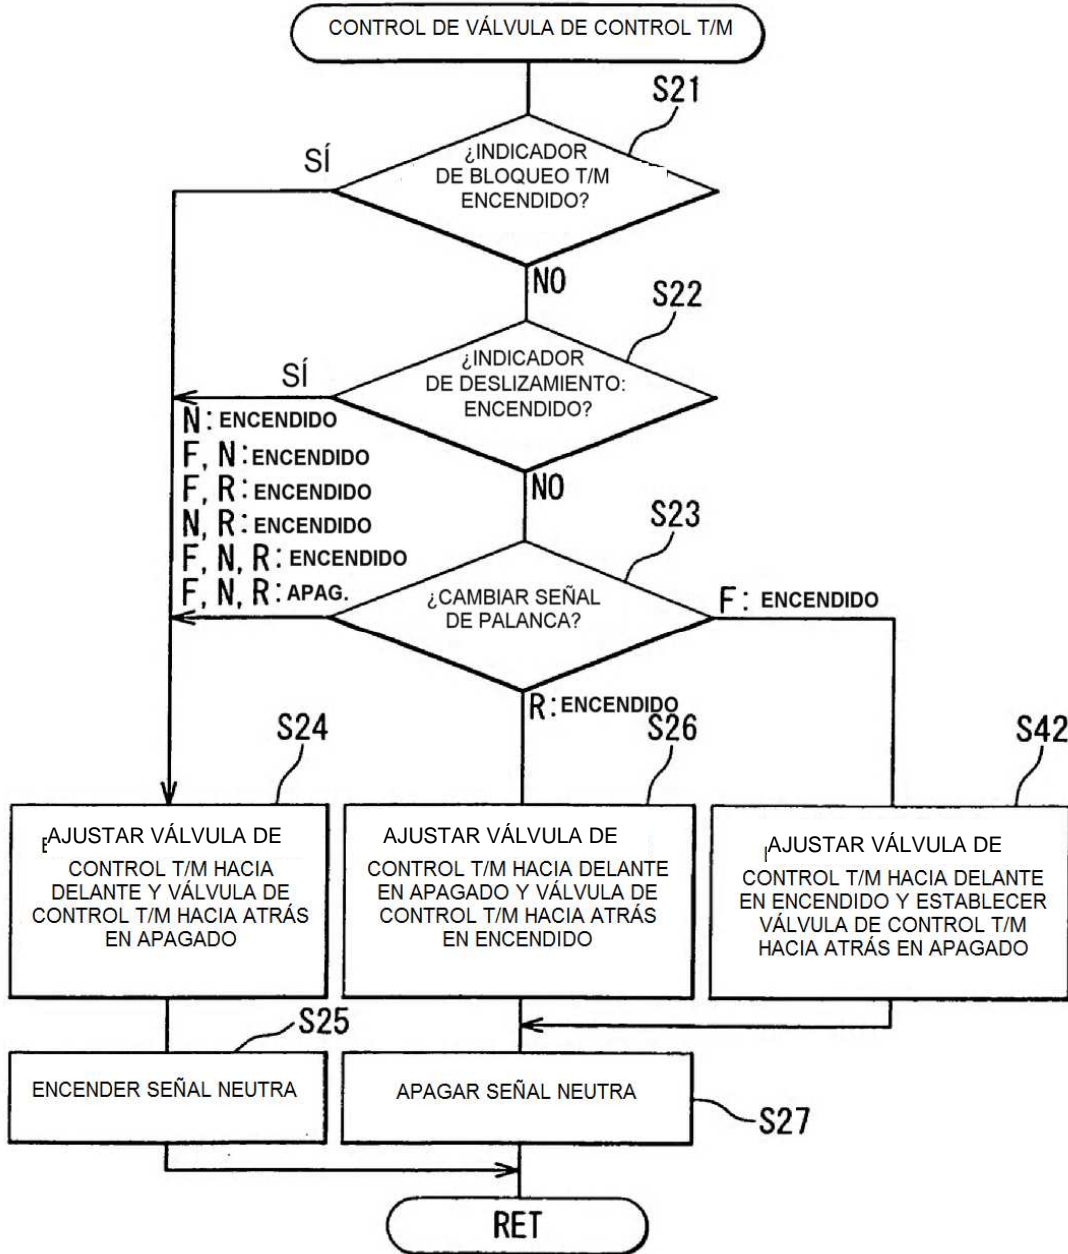 CONTROL DE VÁLVULA DE CONTROL T/M
S21
SÍ
¿INDICADOR
DE BLOQUEO T/M
ENCENDIDO?
NO
S22
SÍ
¿INDICADOR
DE DESLIZAMIENTO:
ENCENDIDO?
N: ENCENDIDO
F, N: ENCENDIDO
F, R: ENCENDIDO
N, R: ENCENDIDO
F, N, R: ENCENDIDO
F, N, R: APAG.
NO
S23
¿CAMBIAR SEÑAL
DE PALANCA?
F: ENCENDIDO
R: ENCENDIDO
S24
AJUSTAR VÁLVULA DE
CONTROL T/M HACIA
DELANTE Y VÁLVULA DE
CONTROL T/M HACIA ATRÁS
EN APAGADO
S26
AJUSTAR VÁLVULA DE
CONTROL T/M HACIA DELANTE
EN APAGADO Y VÁLVULA DE
CONTROL T/M HACIA ATRÁS
EN ENCENDIDO
S42
AJUSTAR VÁLVULA DE
CONTROL T/M HACIA DELANTE
EN ENCENDIDO Y ESTABLECER
VÁLVULA DE CONTROL T/M
HACIA ATRÁS EN APAGADO
S25
ENCENDER SEÑAL NEUTRA
APAGAR SEÑAL NEUTRA
S27
RET